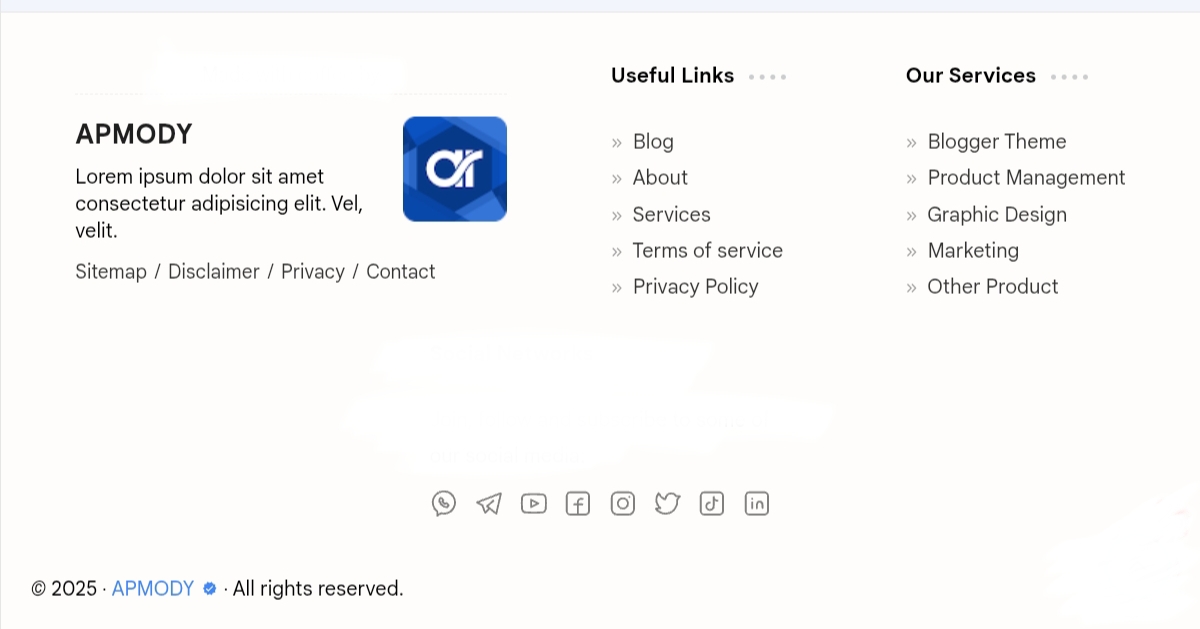 APMODY
Lorem ipsum dolor sit amet
consectetur adipisicing elit. Vel,
velit.
Sitemap / Disclaimer / Privacy / Contact
Useful Links
» Blog
» About
» Services
» Terms of service
» Privacy Policy
Our Services
» Blogger Theme
» Product Management
» Graphic Design
» Marketing
» Other Product
© 2025 · APMODY · All rights reserved.